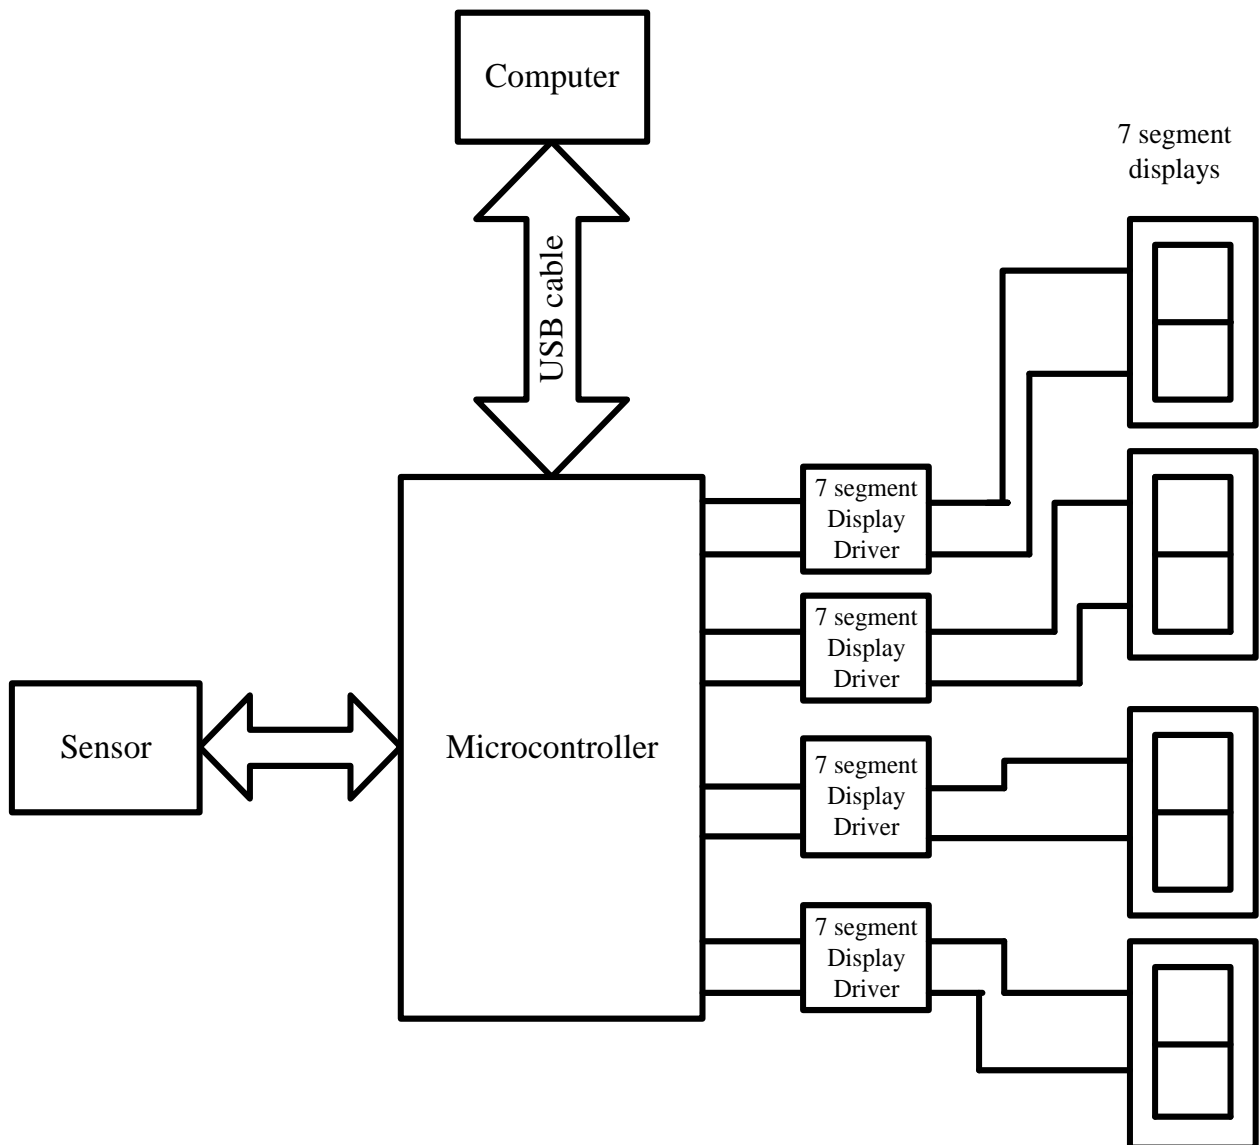 Computer
7 segment
displays
USB cable
7 segment
Display
Driver
7 segment
Display
Driver
Sensor
Microcontroller
7 segment
Display
Driver
7 segment
Display
Driver